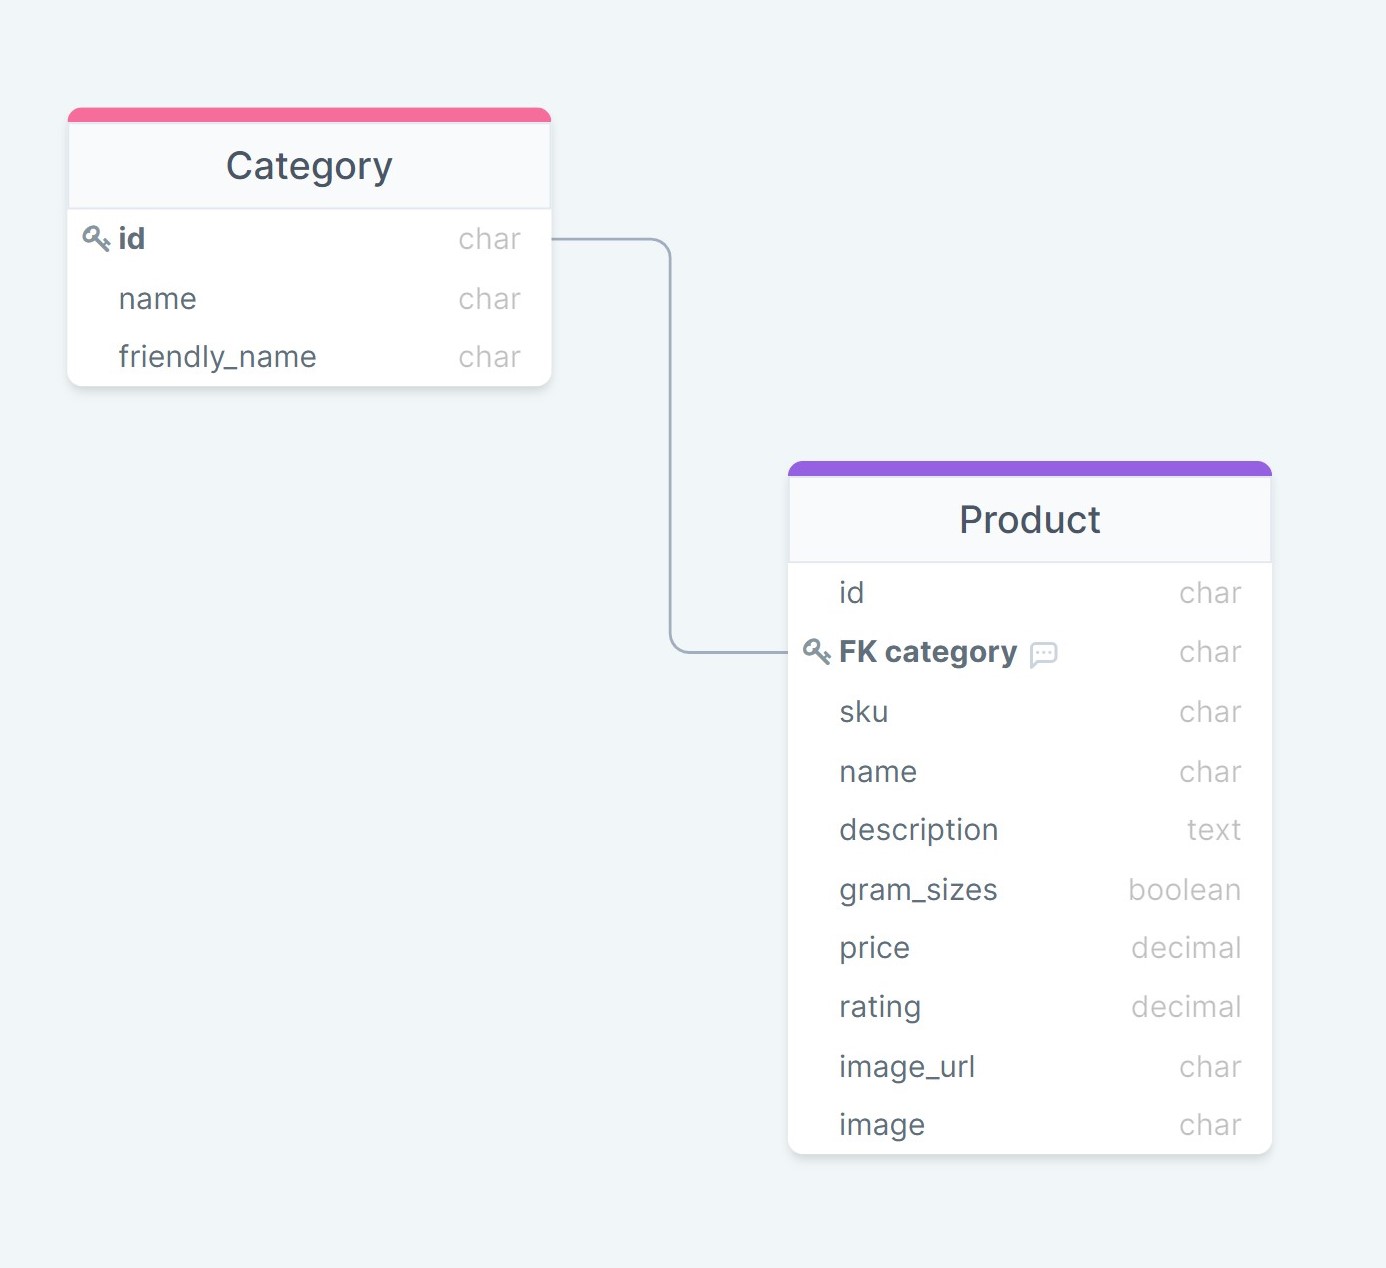 Category
id char
name char
friendly_name char
Product
id char
FK category char
sku char
name char
description text
gram_sizes boolean
price decimal
rating decimal
image_url char
image char